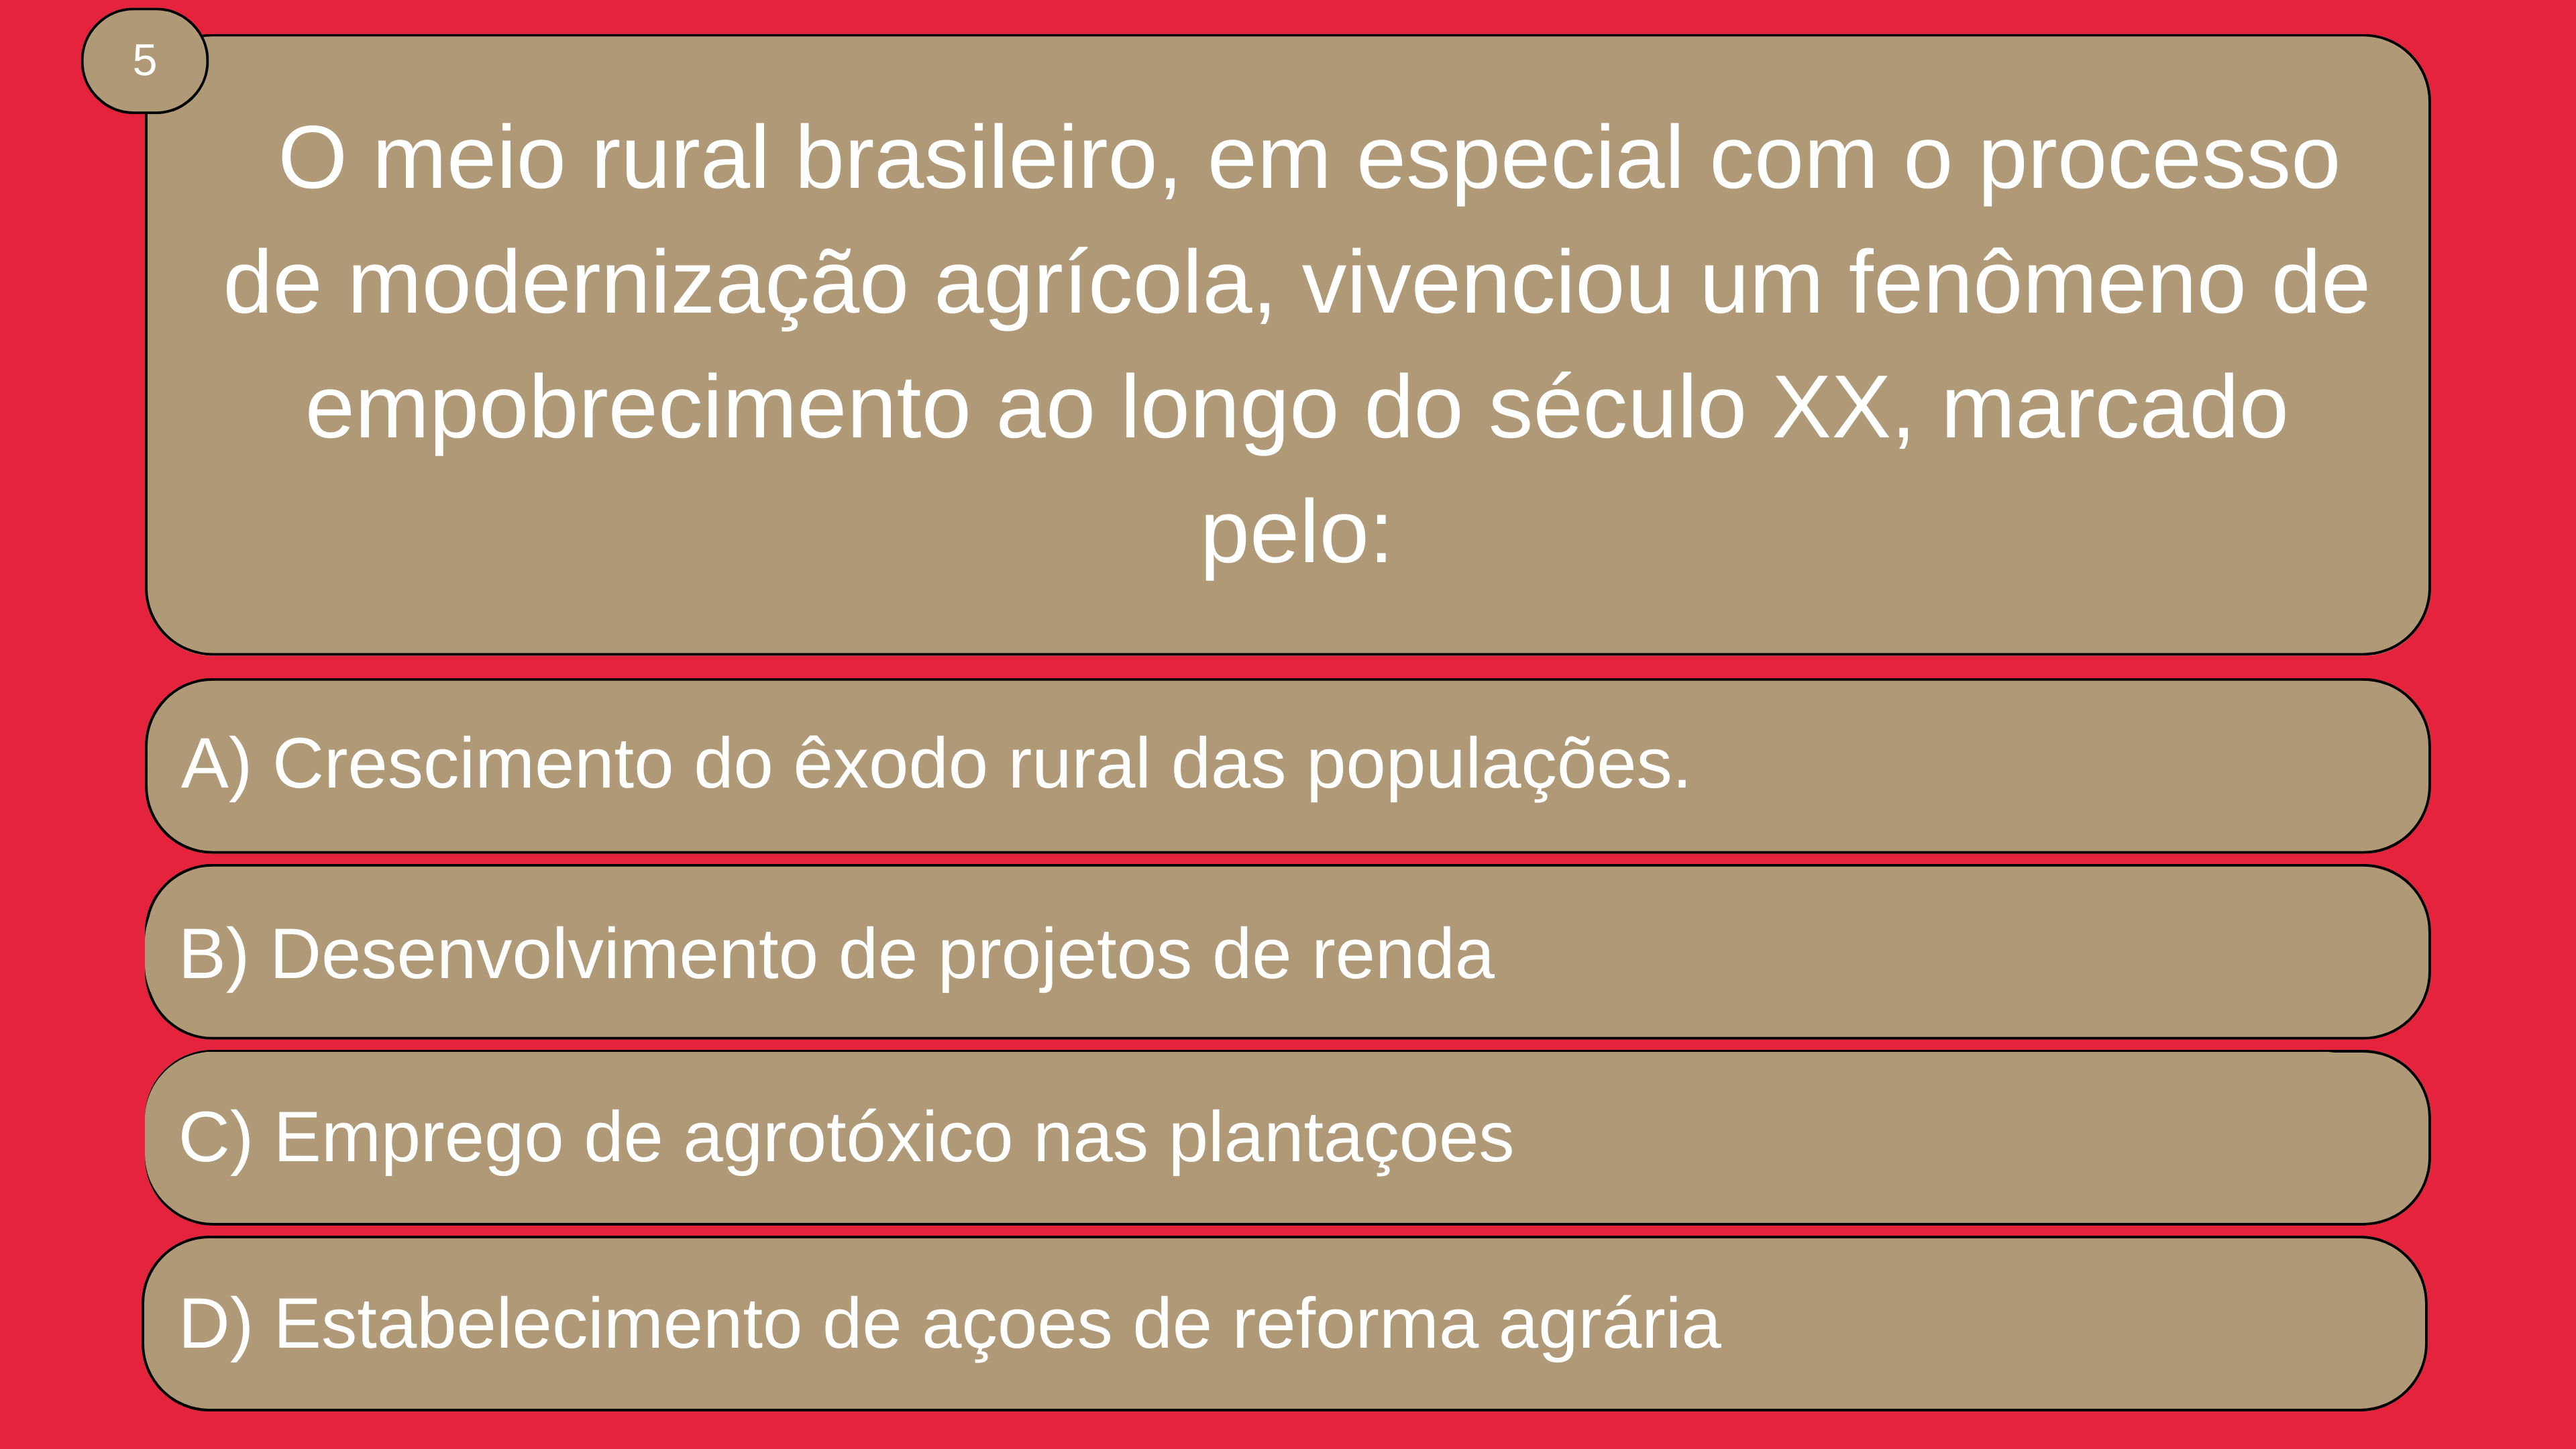 5
O meio rural brasileiro, em especial com o processo
de modernização agrícola, vivenciou um fenômeno de
empobrecimento ao longo do século XX, marcado
pelo:
A) Crescimento do êxodo rural das populações.
B) Desenvolvimento de projetos de renda
C) Emprego de agrotóxico nas plantaçoes
D) Estabelecimento de açoes de reforma agrária